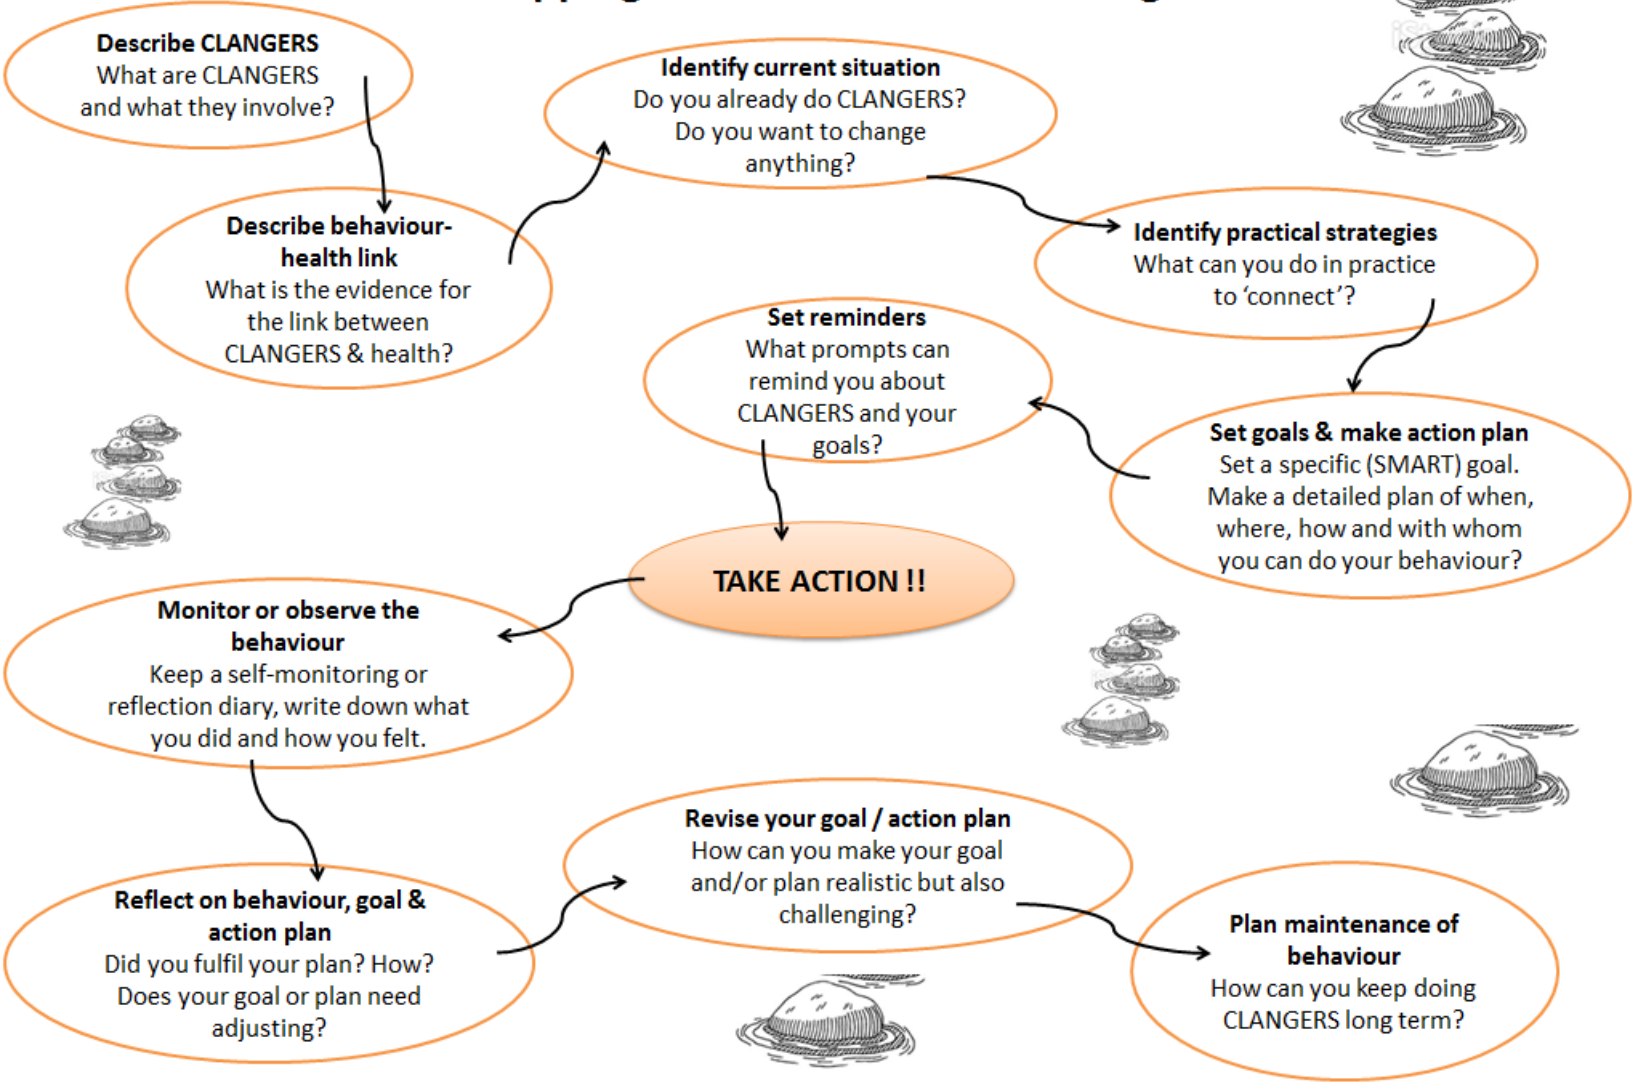 Describe CLANGERS
What are CLANGERS
and what they involve?
Describe behaviour-
health link
What is the evidence for
the link between
CLANGERS & health?
Identify current situation
Do you already do CLANGERS?
Do you want to change
anything?
Identify practical strategies
What can you do in practice
to ‘connect’?
Set goals & make action plan
Set a specific (SMART) goal.
Make a detailed plan of when,
where, how and with whom
you can do your behaviour?
Set reminders
What prompts can
remind you about
CLANGERS and your
goals?
TAKE ACTION !!
Monitor or observe the
behaviour
Keep a self-monitoring or
reflection diary, write down what
you did and how you felt.
Reflect on behaviour, goal &
action plan
Did you fulfil your plan? How?
Does your goal or plan need
adjusting?
Revise your goal / action plan
How can you make your goal
and/or plan realistic but also
challenging?
Plan maintenance of
behaviour
How can you keep doing
CLANGERS long term?